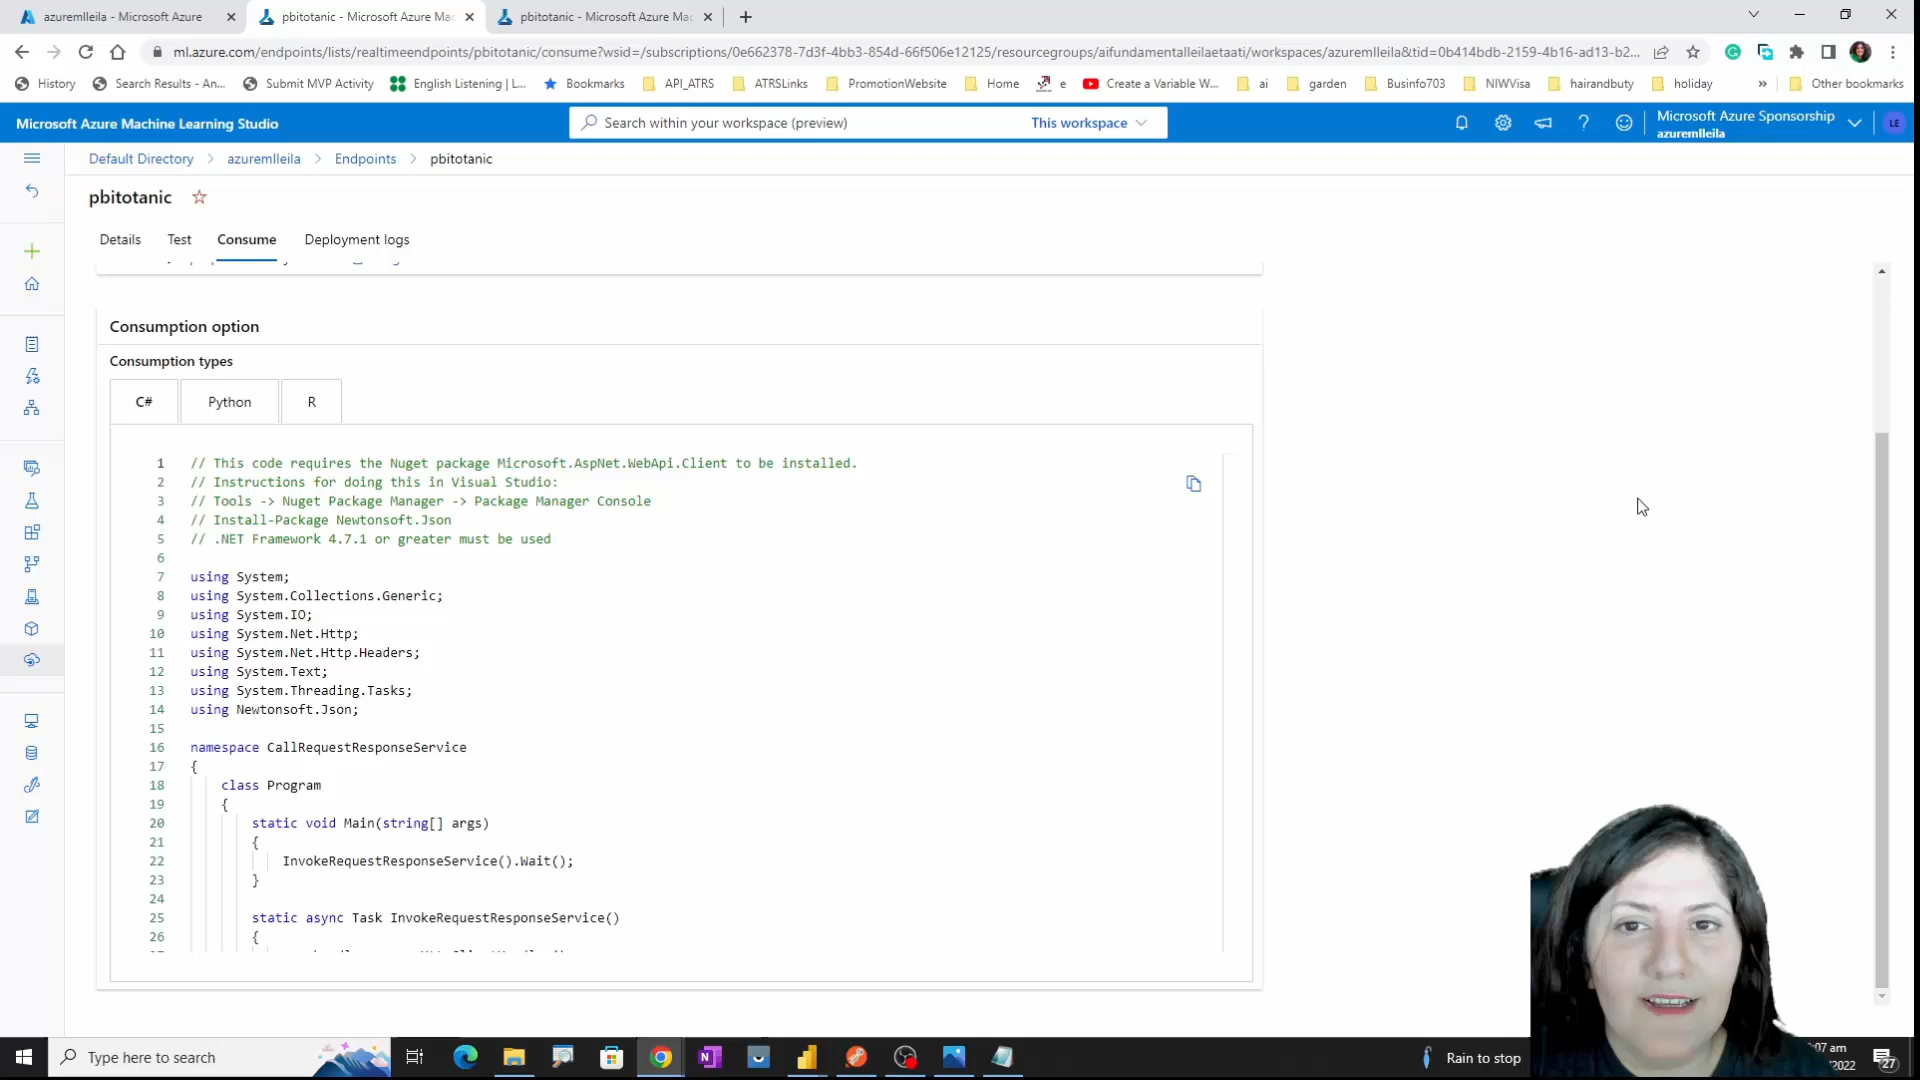 azuremlleila - Microsoft Azure
pbitotanic - Microsoft Azure Mac
pbitotanic - Microsoft Azure Mac
ml.azure.com/endpoints/lists/realtimeendpoints/pbitotanic/consume?wsid=/subscriptions/0e662378-7d3f-4bb3-854d-66f506e12125/resourcegroups/aifundamentalleilaetaati/workspaces/azuremlleila&tid=0b414bdb-2159-4b16-ad13-b2...
History
Search Results - An...
Submit MVP Activity
English Listening | L...
Bookmarks
API_ATRS
ATRSLinks
PromotionWebsite
Home
e
Create a Variable W...
ai
garden
Businfo703
NIWVisa
hairandbuty
holiday
»
Other bookmarks
Microsoft Azure Machine Learning Studio
Search within your workspace (preview)
This workspace
Microsoft Azure Sponsorship
azuremlleila
LE
Default Directory > azuremlleila > Endpoints > pbitotanic
pbitotanic
Details
Test
Consume
Deployment logs
Consumption option
Consumption types
C#
Python
R
1 // This code requires the Nuget package Microsoft.AspNet.WebApi.Client to be installed.
2 // Instructions for doing this in Visual Studio:
3 // Tools -> Nuget Package Manager -> Package Manager Console
4 // Install-Package Newtonsoft.Json
5 // .NET Framework 4.7.1 or greater must be used
6
7 using System;
8 using System.Collections.Generic;
9 using System.IO;
10 using System.Net.Http;
11 using System.Net.Http.Headers;
12 using System.Text;
13 using System.Threading.Tasks;
14 using Newtonsoft.Json;
15
16 namespace CallRequestResponseService
17 {
18 class Program
19 {
20 static void Main(string[] args)
21 {
22 InvokeRequestResponseService().Wait();
23 }
24
25 static async Task InvokeRequestResponseService()
26 {
Type here to search
Rain to stop
:07 am
2022
27